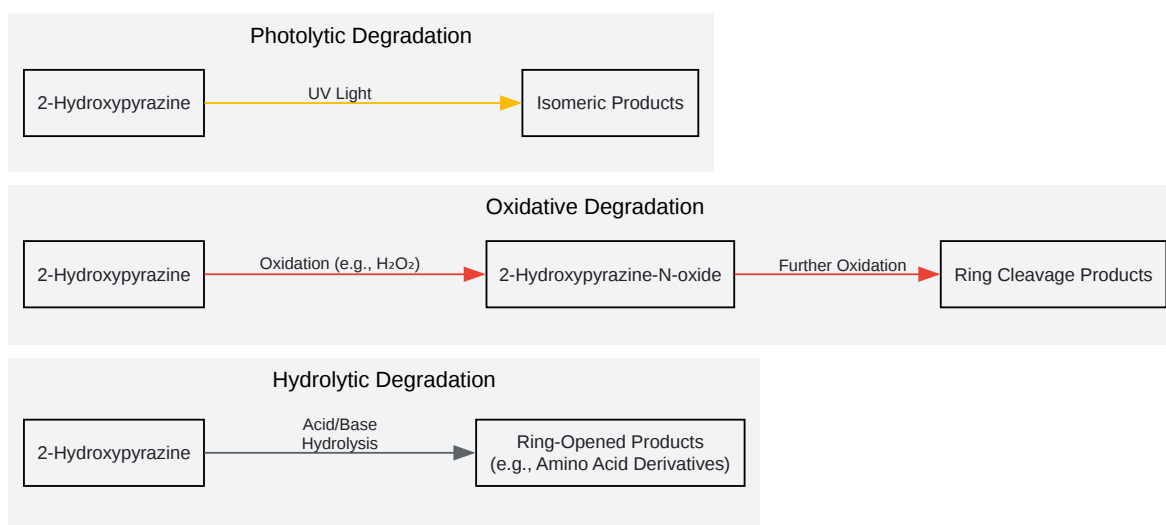 Photolytic Degradation
2-Hydroxypyrazine
UV Light
Isomeric Products
Oxidative Degradation
2-Hydroxypyrazine
Oxidation (e.g., H₂O₂)
2-Hydroxypyrazine-N-oxide
Further Oxidation
Ring Cleavage Products
Hydrolytic Degradation
2-Hydroxypyrazine
Acid/Base
Hydrolysis
Ring-Opened Products
(e.g., Amino Acid Derivatives)